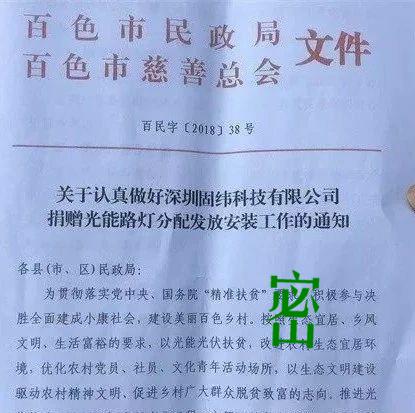 百色市民政局
百色市慈善总会
文件
百民字〔2018〕38号
关于认真做好深圳固纬科技有限公司
捐赠光能路灯分配发放安装工作的通知
各县(市、区)民政局:
为贯彻落实党中央、国务院“精准扶贫” 积极参与决
胜全面建成小康社会,建设美丽百色乡村。按照生态宜居、乡风
文明、生活富裕的要求,以光能光伏扶贫,改 农村生态宜居环
境,优化农村党员、社员、文化青年活动场所,以生态文明建设
驱动农村精神文明、促进乡村广大群众脱贫致富的志向。推进光
密